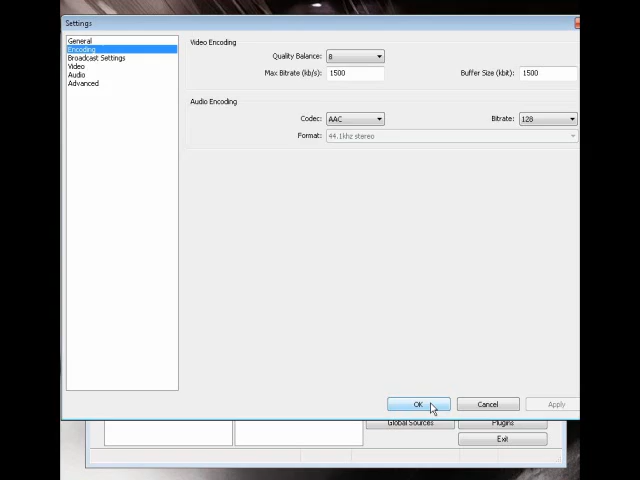 Settings
General
Encoding
Broadcast Settings
Video
Audio
Advanced
Video Encoding
Quality Balance: 8
Max Bitrate (kb/s): 1500 Buffer Size (kbit): 1500
Audio Encoding
Codec: AAC Bitrate: 128
Format: 44.1khz stereo
OK Cancel Apply
Global Sources Plugins
Exit